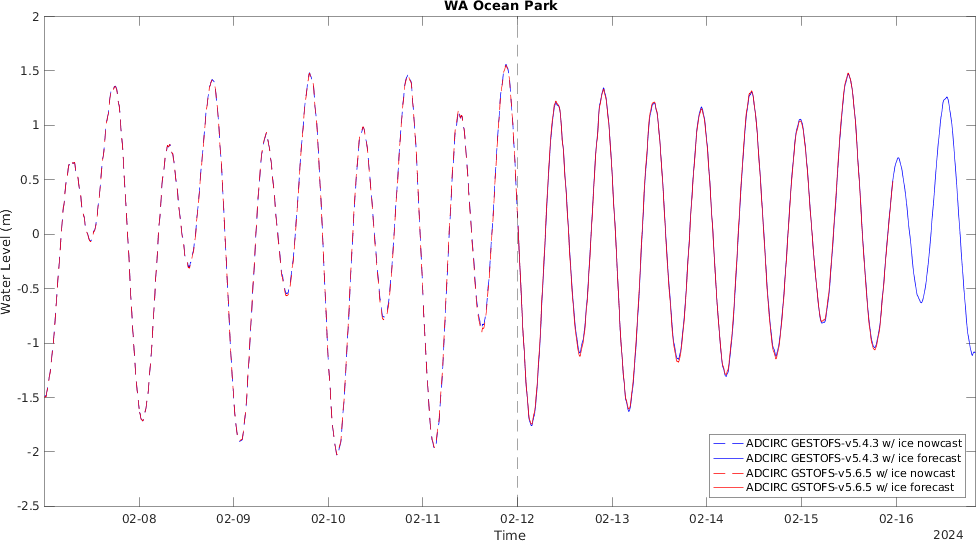 WA Ocean Park
2
1.5
1
0.5
0
-0.5
-1
-1.5
-2
-2.5
Water Level (m)
ADCIRC GESTOFS-v5.4.3 w/ ice nowcast
ADCIRC GESTOFS-v5.4.3 w/ ice forecast
ADCIRC GSTOFS-v5.6.5 w/ ice nowcast
ADCIRC GSTOFS-v5.6.5 w/ ice forecast
02-08 02-09 02-10 02-11 02-12 02-13 02-14 02-15 02-16
Time
2024